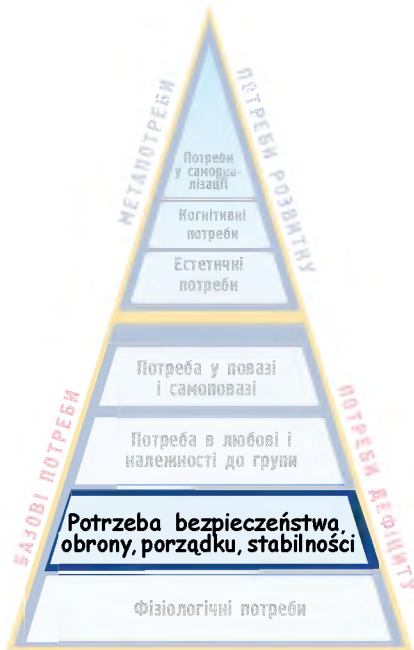 МЕТАПОТРЕБИ
ПОТРЕБИ РОЗВИТКУ
Потреби
у самореа-
лізації
Когнітивні
потреби
Естетичні
потреби
БАЗОВІ ПОТРЕБИ
ПОТРЕБИ ДЕФІЦИТУ
Потреба у повазі
і самоповазі
Потреба в любові і
належності до групи
Potrzeba bezpieczeństwa,
obrony, porządku, stabilności
Фізіологічні потреби